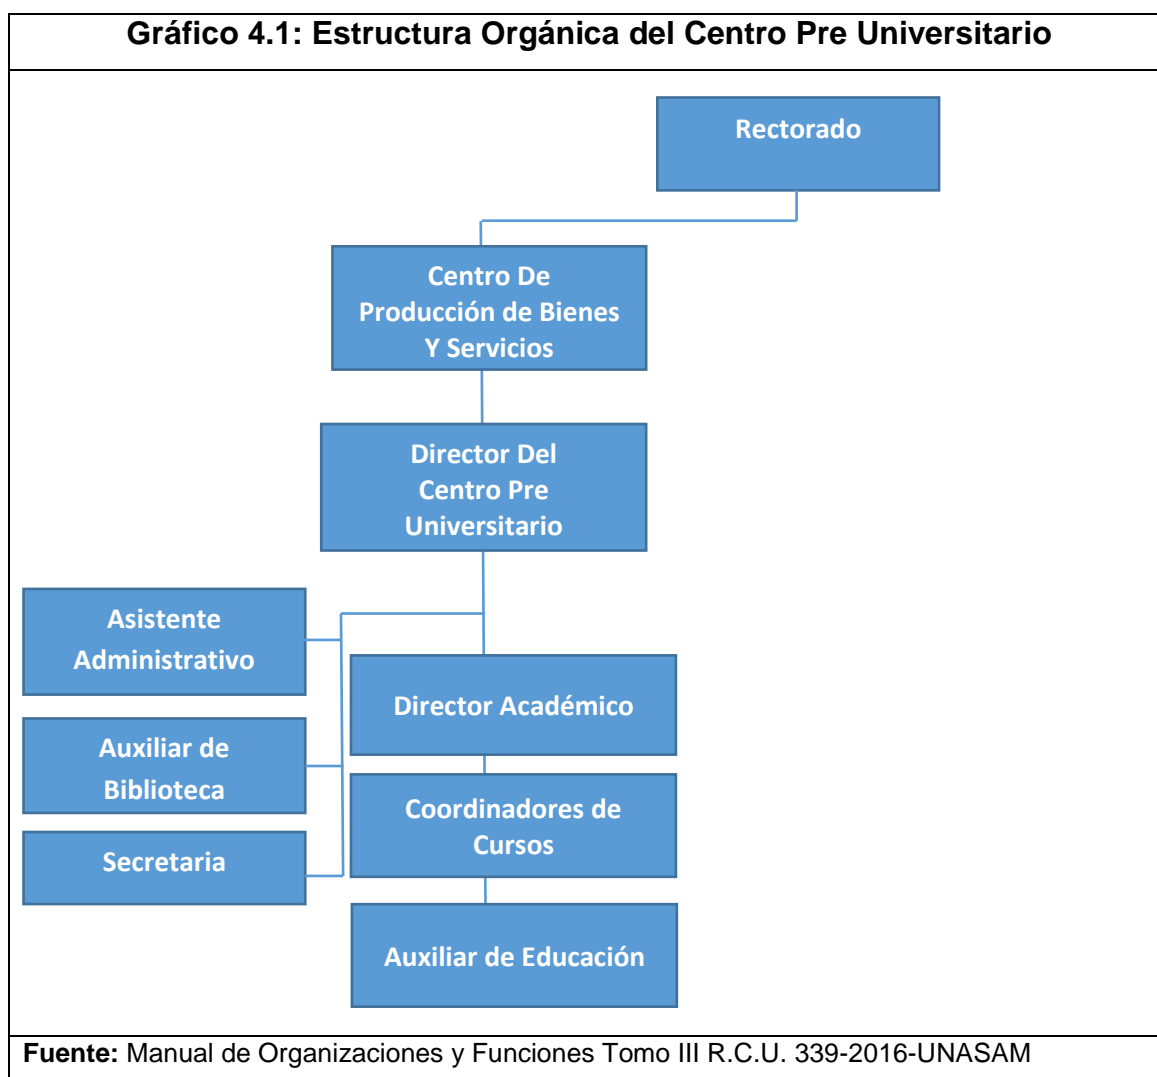 Gráfico 4.1: Estructura Orgánica del Centro Pre Universitario
Rectorado
Centro De
Producción de Bienes
Y Servicios
Director Del
Centro Pre
Universitario
Asistente
Administrativo
Director Académico
Auxiliar de
Biblioteca
Coordinadores de
Cursos
Secretaria
Auxiliar de Educación
Fuente: Manual de Organizaciones y Funciones Tomo III R.C.U. 339-2016-UNASAM